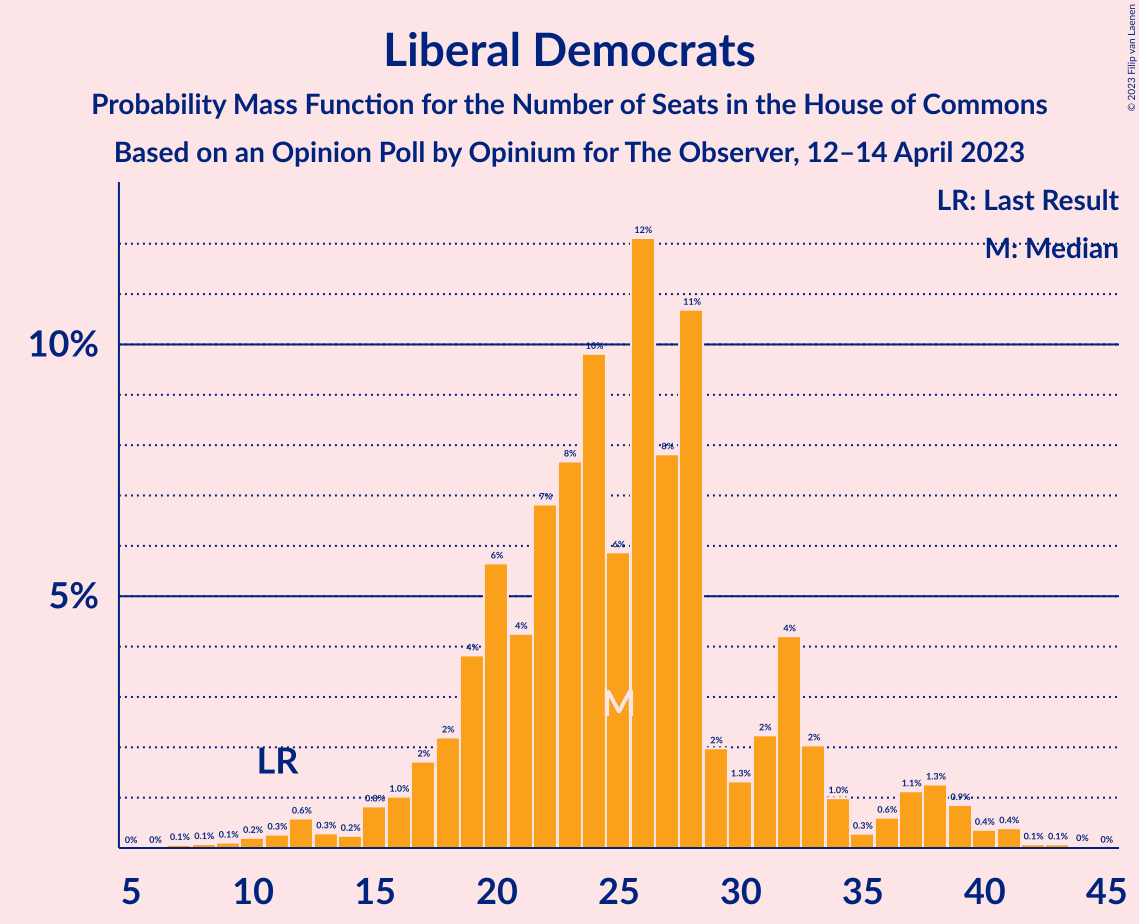 Liberal Democrats
Probability Mass Function for the Number of Seats in the House of Commons
Based on an Opinion Poll by Opinium for The Observer, 12–14 April 2023
© 2023 Filip van Laenen
LR: Last Result
M: Median
10%
5%
0% 0% 0.1% 0.1% 0.1% 0.2% 0.3% 0.6% 0.3% 0.2% 0.8% 1.0% 2% 2% 4% 6% 4% 7% 8% 10% 6% 12% 8% 11% 2% 1.3% 2% 4% 2% 1.0% 0.3% 0.6% 1.1% 1.3% 0.9% 0.4% 0.4% 0.1% 0.1% 0% 0%
LR
M
5 10 15 20 25 30 35 40 45